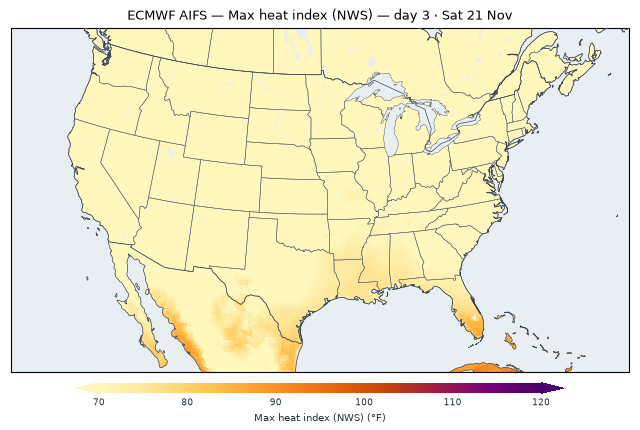 ECMWF AIFS — Max heat index (NWS) — day 3 · Sat 21 Nov
70 80 90 100 110 120
Max heat index (NWS) (°F)